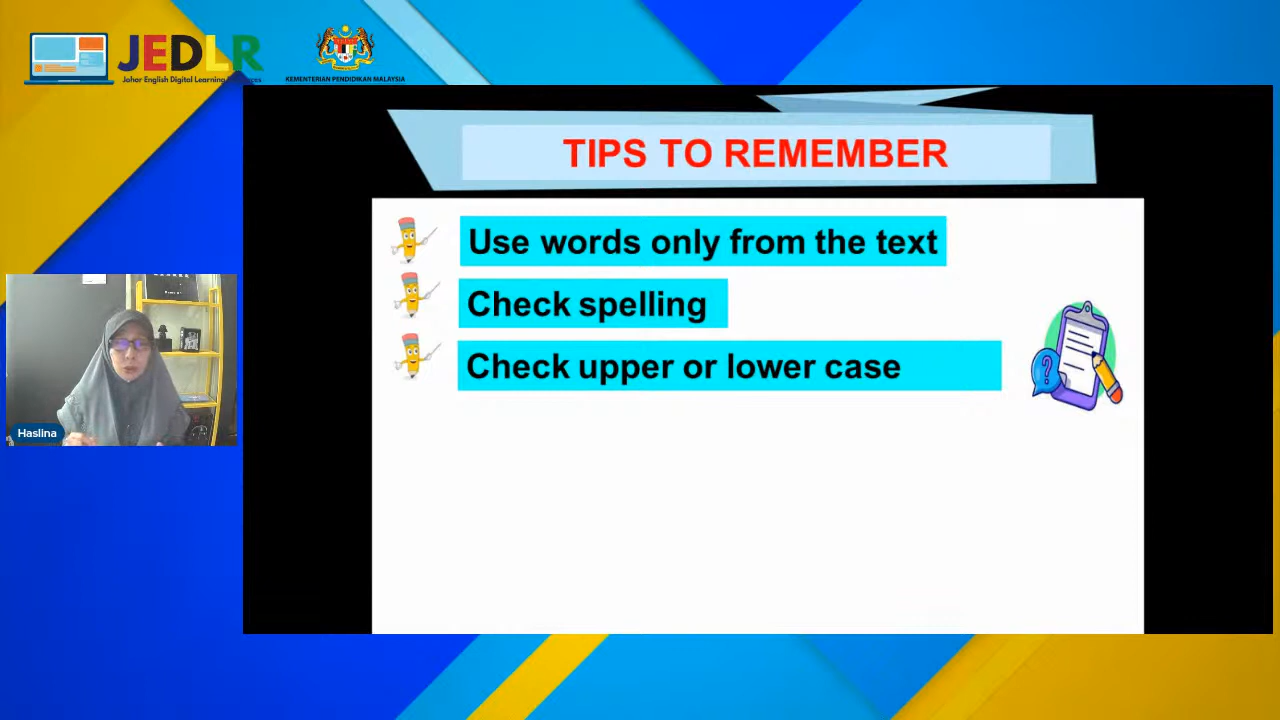 JEDLR
Johor English Digital Learning
KEMENTERIAN PENDIDIKAN MALAYSIA
TIPS TO REMEMBER
Use words only from the text
Check spelling
Check upper or lower case
?
Haslina